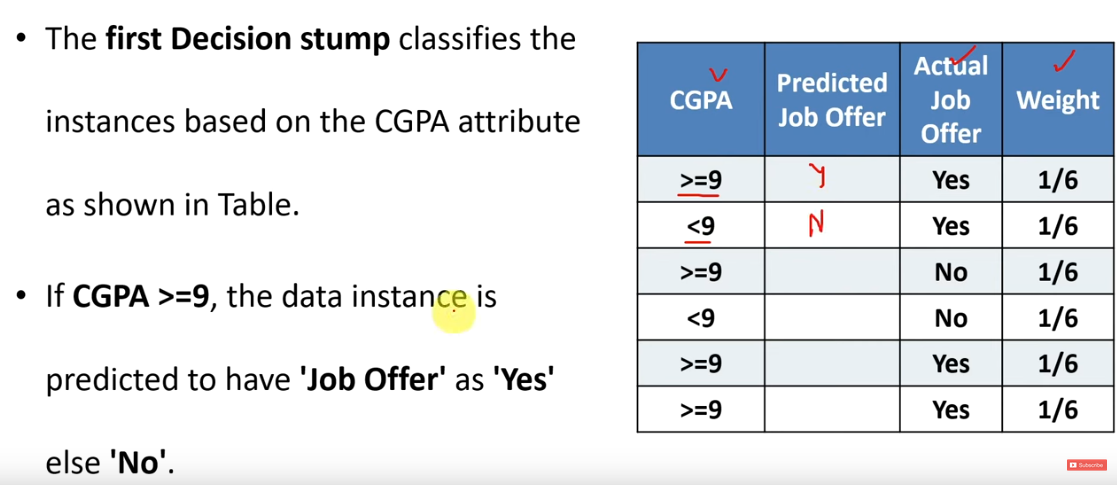 • The first Decision stump classifies the
instances based on the CGPA attribute
as shown in Table.
• If CGPA >=9, the data instance is
predicted to have 'Job Offer' as 'Yes'
else 'No'.
CGPA Predicted Job Offer Actual Job Offer Weight
>=9 Y Yes 1/6
<9 N Yes 1/6
>=9 No 1/6
<9 No 1/6
>=9 Yes 1/6
>=9 Yes 1/6
Subscribe